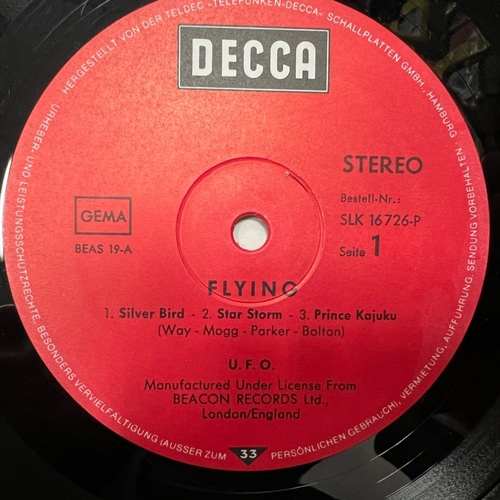 HERGESTELLT VON DER TELDEC ·TELEFUNKEN-DECCA· SCHALLPLATTEN GMBH, HAMBURG
DECCA
STEREO
GEMA
Bestell-Nr.:
SLK 16726-P
BEAS 19-A
Seite 1
FLYING
1. Silver Bird - 2. Star Storm - 3. Prince Kajuku
(Way - Mogg - Parker - Bolton)
U.F.O.
Manufactured Under License From
BEACON RECORDS Ltd.,
London/England
URHEBER- UND LEISTUNGSSCHUTZRECHTE, BESONDERS VERVIELFÄLTIGUNG (AUSSER ZUM
33
PERSÖNLICHEN GEBRAUCH), VERMIETUNG, AUFFÜHRUNG, SENDUNG VORBEHALTEN